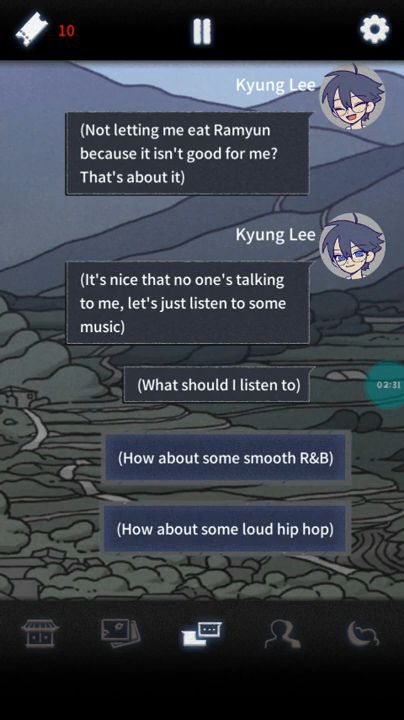 10
Kyung Lee
(Not letting me eat Ramyun
because it isn't good for me?
That's about it)
Kyung Lee
(It's nice that no one's talking
to me, let's just listen to some
music)
(What should I listen to)
02:31
(How about some smooth R&B)
(How about some loud hip hop)